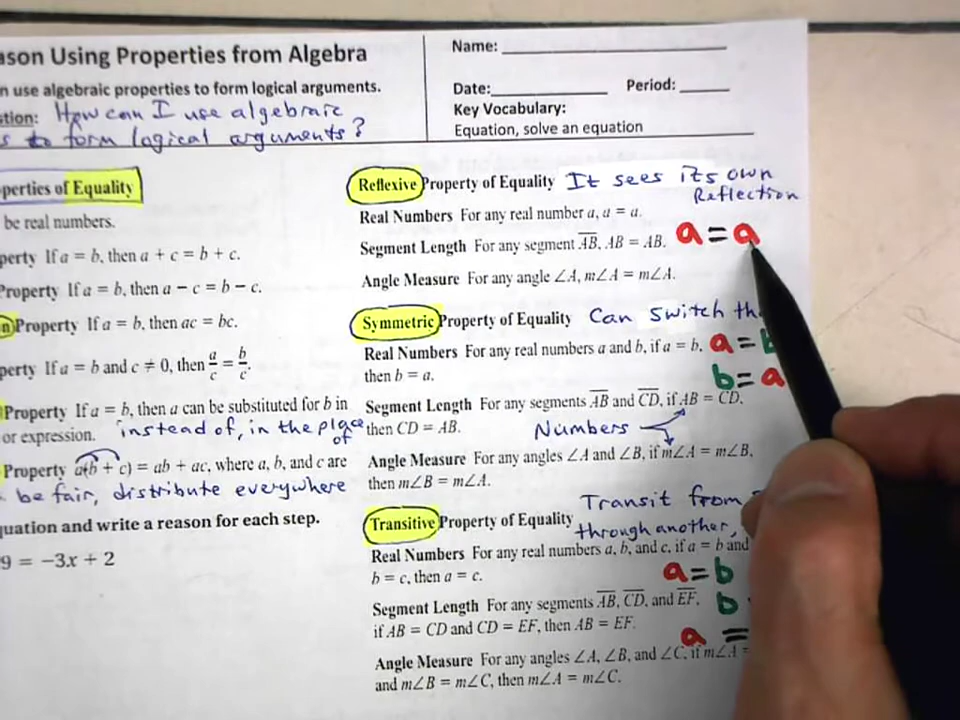 ason Using Properties from Algebra
n use algebraic properties to form logical arguments.
stion: How can I use algebraic
s to form logical arguments?
Name:
Date: Period:
Key Vocabulary:
Equation, solve an equation
perties of Equality
be real numbers.
perty If a = b, then a + c = b + c.
Property If a = b, then a − c = b − c.
n Property If a = b, then ac = bc.
perty If a = b and c ≠ 0, then a/c = b/c.
Property If a = b, then a can be substituted for b in
or expression. instead of, in the place of
Property a(b + c) = ab + ac, where a, b, and c are
be fair, distribute everywhere
quation and write a reason for each step.
9 = −3x + 2
Reflexive Property of Equality It sees its own
Reflection
Real Numbers For any real number a, a = a.
Segment Length For any segment A̅B̅, AB = AB. a = a
Angle Measure For any angle ∠A, m∠A = m∠A.
Symmetric Property of Equality Can switch th
Real Numbers For any real numbers a and b, if a = b, a = b
then b = a. b = a
Segment Length For any segments A̅B̅ and C̅D̅, if AB = CD,
then CD = AB. Numbers
Angle Measure For any angles ∠A and ∠B, if m∠A = m∠B,
then m∠B = m∠A.
Transitive Property of Equality Transit from
through another,
Real Numbers For any real numbers a, b, and c, if a = b and
b = c, then a = c. a = b
Segment Length For any segments A̅B̅, C̅D̅, and E̅F̅, b
if AB = CD and CD = EF, then AB = EF. a =
Angle Measure For any angles ∠A, ∠B, and ∠C, if m∠A =
and m∠B = m∠C, then m∠A = m∠C.